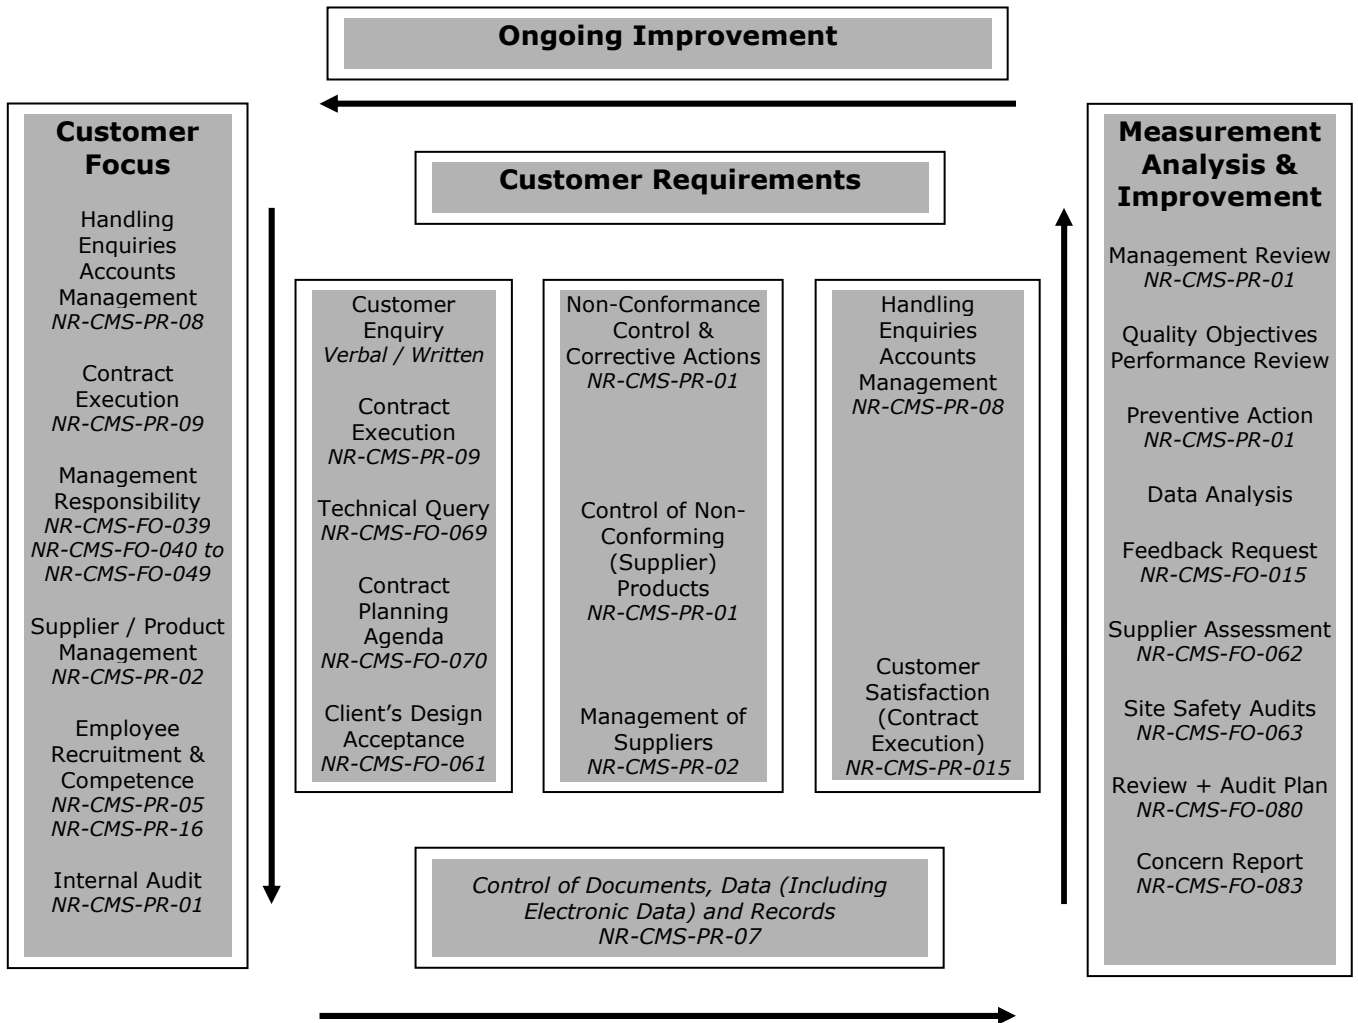 Ongoing Improvement
Customer
Focus
Handling
Enquiries
Accounts
Management
NR-CMS-PR-08
Contract
Execution
NR-CMS-PR-09
Management
Responsibility
NR-CMS-FO-039
NR-CMS-FO-040 to
NR-CMS-FO-049
Supplier / Product
Management
NR-CMS-PR-02
Employee
Recruitment &
Competence
NR-CMS-PR-05
NR-CMS-PR-16
Internal Audit
NR-CMS-PR-01
Customer Requirements
Customer
Enquiry
Verbal / Written
Contract
Execution
NR-CMS-PR-09
Technical Query
NR-CMS-FO-069
Contract
Planning
Agenda
NR-CMS-FO-070
Client's Design
Acceptance
NR-CMS-FO-061
Non-Conformance
Control &
Corrective Actions
NR-CMS-PR-01
Control of Non-
Conforming
(Supplier)
Products
NR-CMS-PR-01
Management of
Suppliers
NR-CMS-PR-02
Handling
Enquiries
Accounts
Management
NR-CMS-PR-08
Customer
Satisfaction
(Contract
Execution)
NR-CMS-PR-015
Control of Documents, Data (Including
Electronic Data) and Records
NR-CMS-PR-07
Measurement
Analysis &
Improvement
Management Review
NR-CMS-PR-01
Quality Objectives
Performance Review
Preventive Action
NR-CMS-PR-01
Data Analysis
Feedback Request
NR-CMS-FO-015
Supplier Assessment
NR-CMS-FO-062
Site Safety Audits
NR-CMS-FO-063
Review + Audit Plan
NR-CMS-FO-080
Concern Report
NR-CMS-FO-083